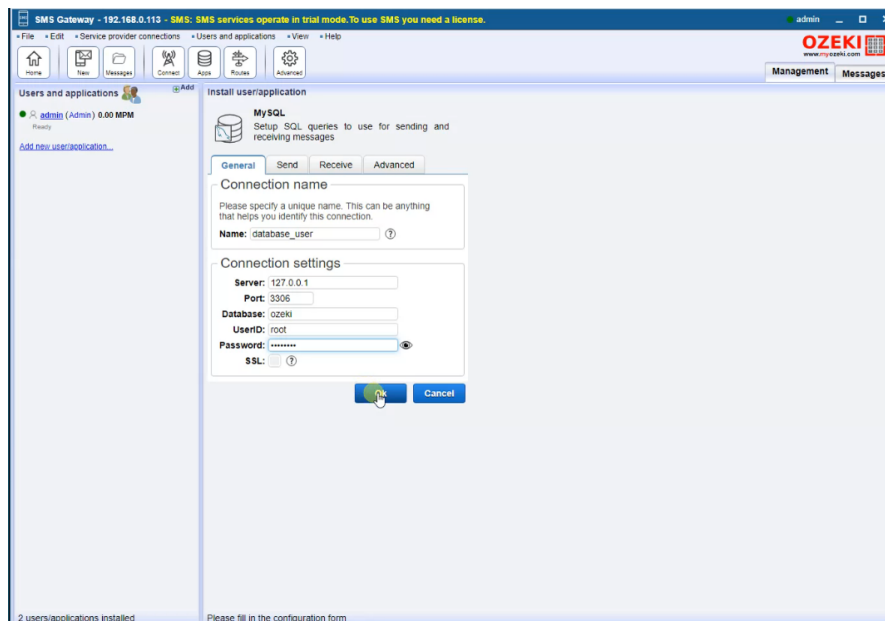 SMS Gateway - 192.168.0.113 - SMS: SMS services operate in trial mode.To use SMS you need a license.
admin
File Edit Service provider connections Users and applications View Help
OZEKI
www.myozeki.com
Home New Messages Connect Apps Routes Advanced
Management Messages
Users and applications Add
admin (Admin) 0.00 MPM
Ready
Add new user/application...
Install user/application
MySQL
Setup SQL queries to use for sending and
receiving messages
General Send Receive Advanced
Connection name
Please specify a unique name. This can be anything
that helps you identify this connection.
Name: database_user ?
Connection settings
Server: 127.0.0.1
Port: 3306
Database: ozeki
UserID: root
Password: ••••••••
SSL: ?
Ok Cancel
2 users/applications installed
Please fill in the configuration form